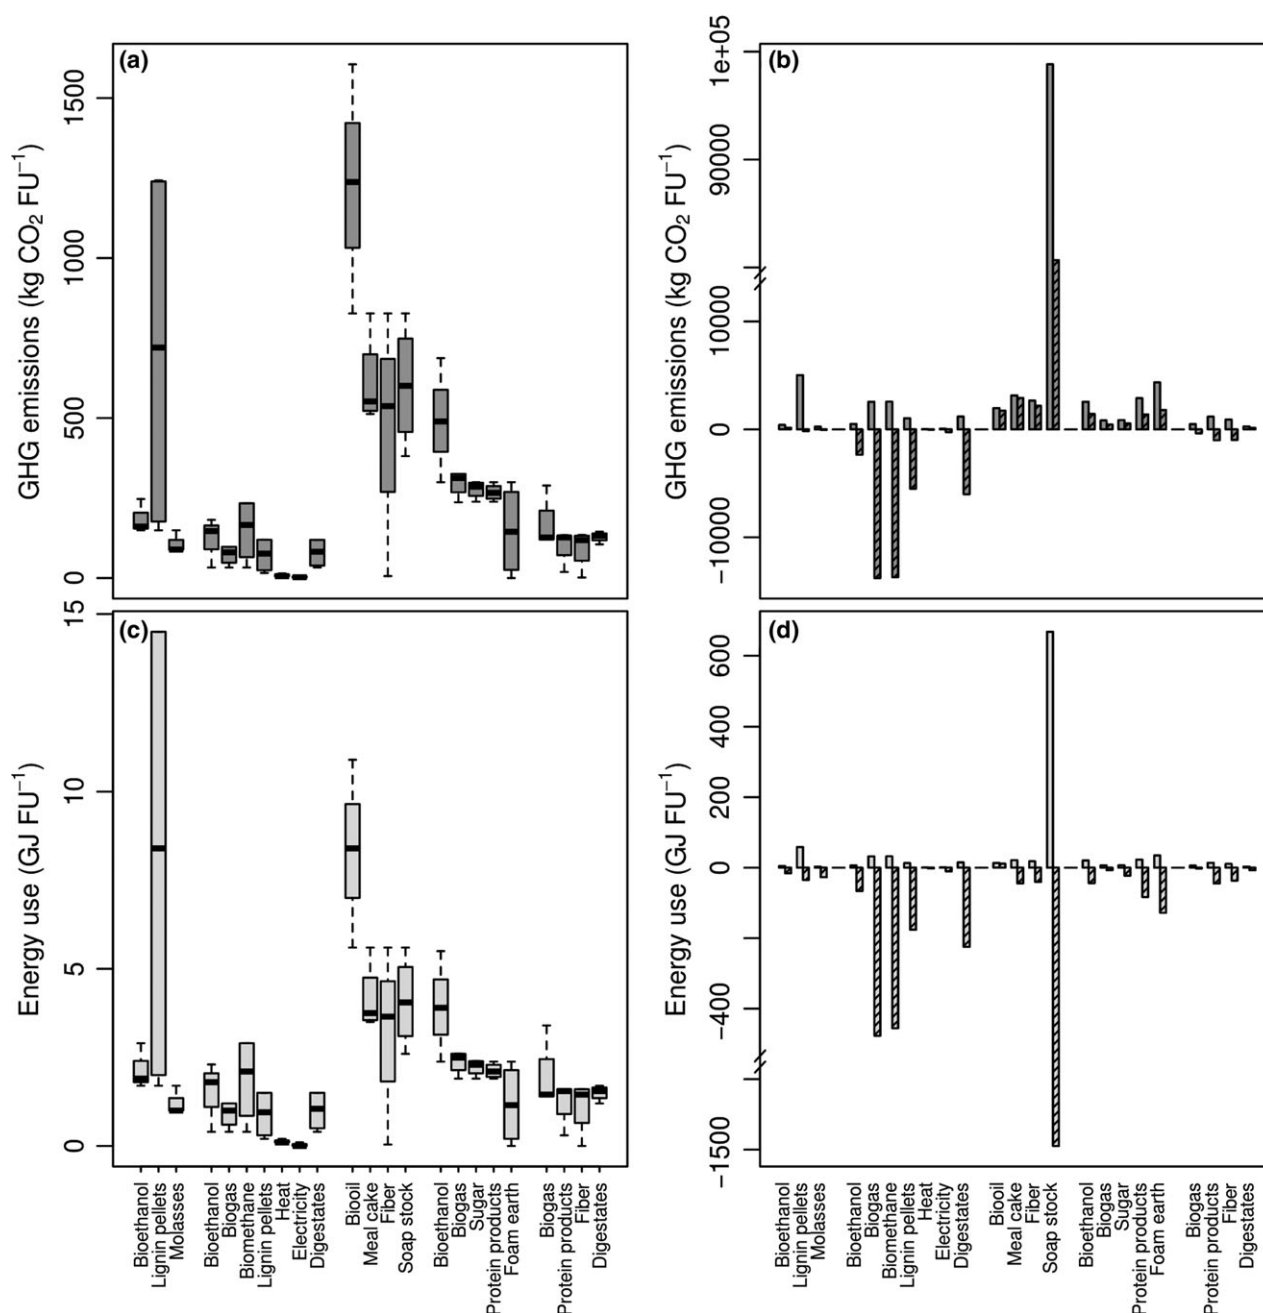 (a)
GHG emissions (kg CO₂ FU⁻¹)
1500
1000
500
0
(b)
GHG emissions (kg CO₂ FU⁻¹)
1e+05
90000
10000
0
−10000
(c)
Energy use (GJ FU⁻¹)
15
10
5
0
(d)
Energy use (GJ FU⁻¹)
600
400
200
0
−400
−1500
Bioethanol
Lignin pellets
Molasses
Bioethanol
Biogas
Biomethane
Lignin pellets
Heat
Electricity
Digestates
Biooil
Meal cake
Fiber
Soap stock
Bioethanol
Biogas
Sugar
Protein products
Foam earth
Biogas
Protein products
Fiber
Digestates
Bioethanol
Lignin pellets
Molasses
Bioethanol
Biogas
Biomethane
Lignin pellets
Heat
Electricity
Digestates
Biooil
Meal cake
Fiber
Soap stock
Bioethanol
Biogas
Sugar
Protein products
Foam earth
Biogas
Protein products
Fiber
Digestates